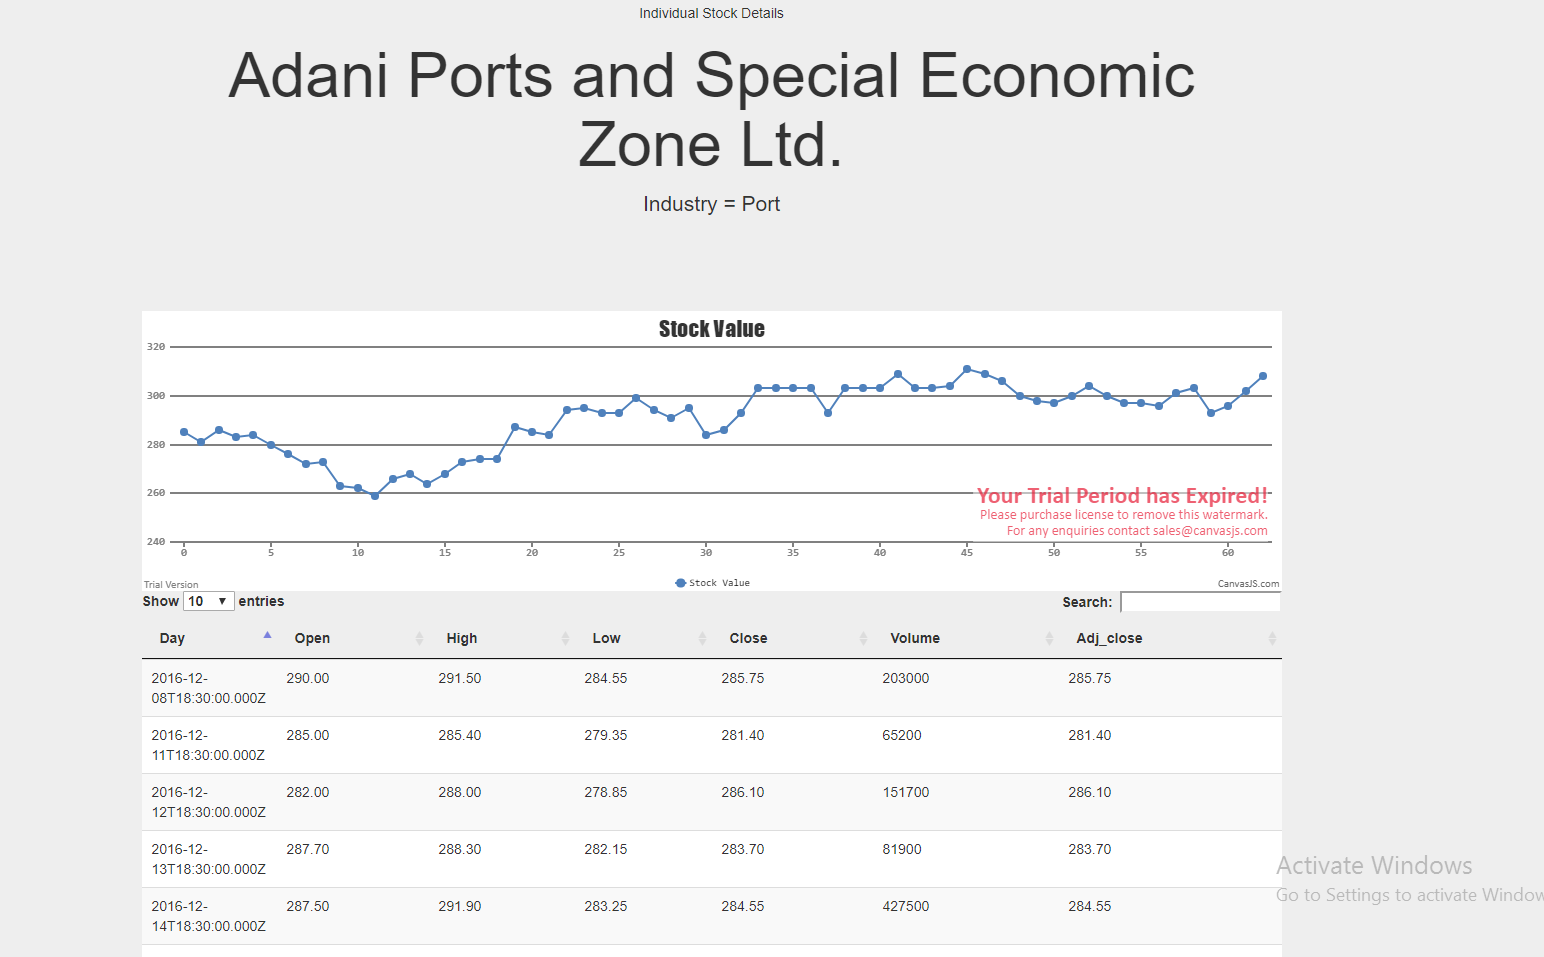 Individual Stock Details
Adani Ports and Special Economic
Zone Ltd.
Industry = Port
Stock Value
320
300
280
260
240
0 5 10 15 20 25 30 35 40 45 50 55 60
Your Trial Period has Expired!
Please purchase license to remove this watermark.
For any enquiries contact sales@canvasjs.com
Trial Version Stock Value CanvasJS.com
Show 10 entries Search:
Day Open High Low Close Volume Adj_close
2016-12- 290.00 291.50 284.55 285.75 203000 285.75
08T18:30:00.000Z
2016-12- 285.00 285.40 279.35 281.40 65200 281.40
11T18:30:00.000Z
2016-12- 282.00 288.00 278.85 286.10 151700 286.10
12T18:30:00.000Z
2016-12- 287.70 288.30 282.15 283.70 81900 283.70
13T18:30:00.000Z
Activate Windows
Go to Settings to activate Window
2016-12- 287.50 291.90 283.25 284.55 427500 284.55
14T18:30:00.000Z